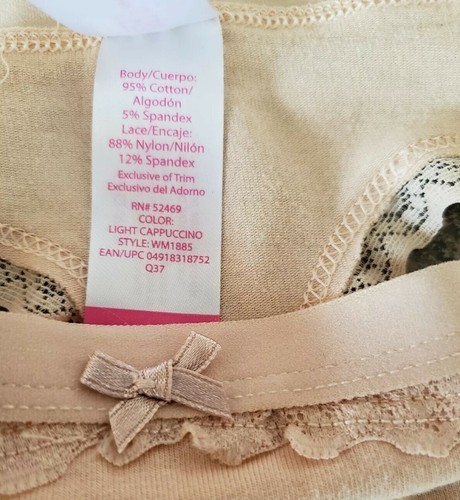 Body/Cuerpo:
95% Cotton/
Algodón
5% Spandex
Lace/Encaje:
88% Nylon/Nilón
12% Spandex
Exclusive of Trim
Exclusivo del Adorno
RN# 52469
COLOR:
LIGHT CAPPUCCINO
STYLE: WM1885
EAN/UPC 04918318752
Q37